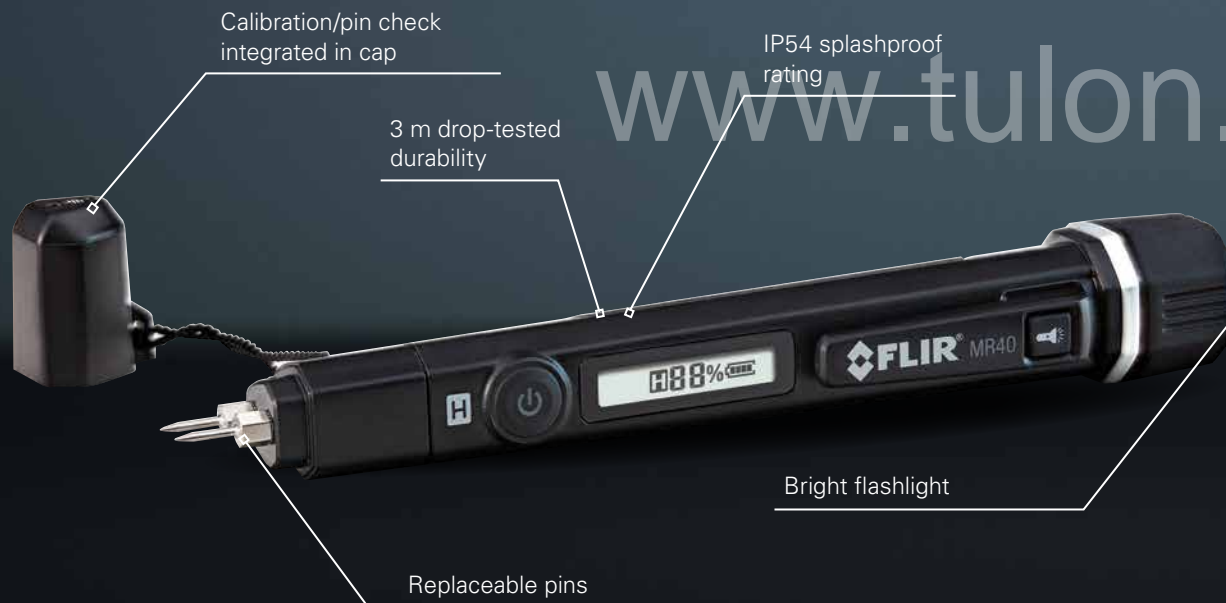 Calibration/pin check
integrated in cap
IP54 splashproof
rating
www.tulon.
3 m drop-tested
durability
H
H88%
FLIR® MR40
Bright flashlight
Replaceable pins